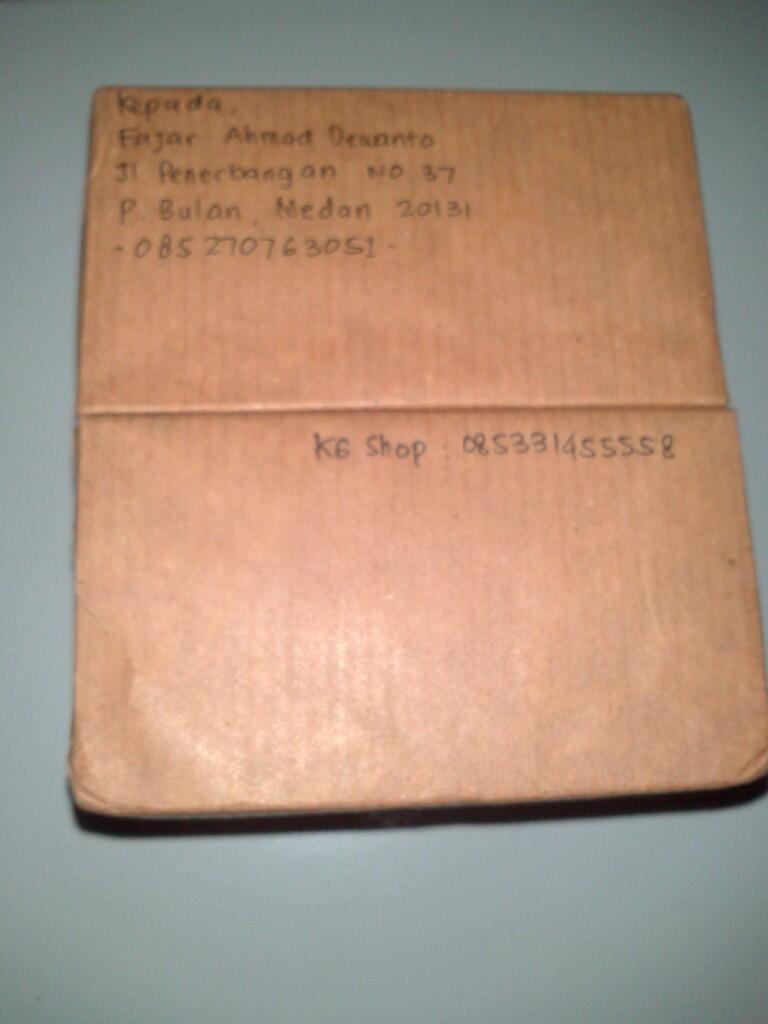 Kepada,
Fajar Ahmad Dewanto
Jl Penerbangan No 37
P. Bulan, Medan 20131
- 085270763051 -
KG Shop : 085331455558